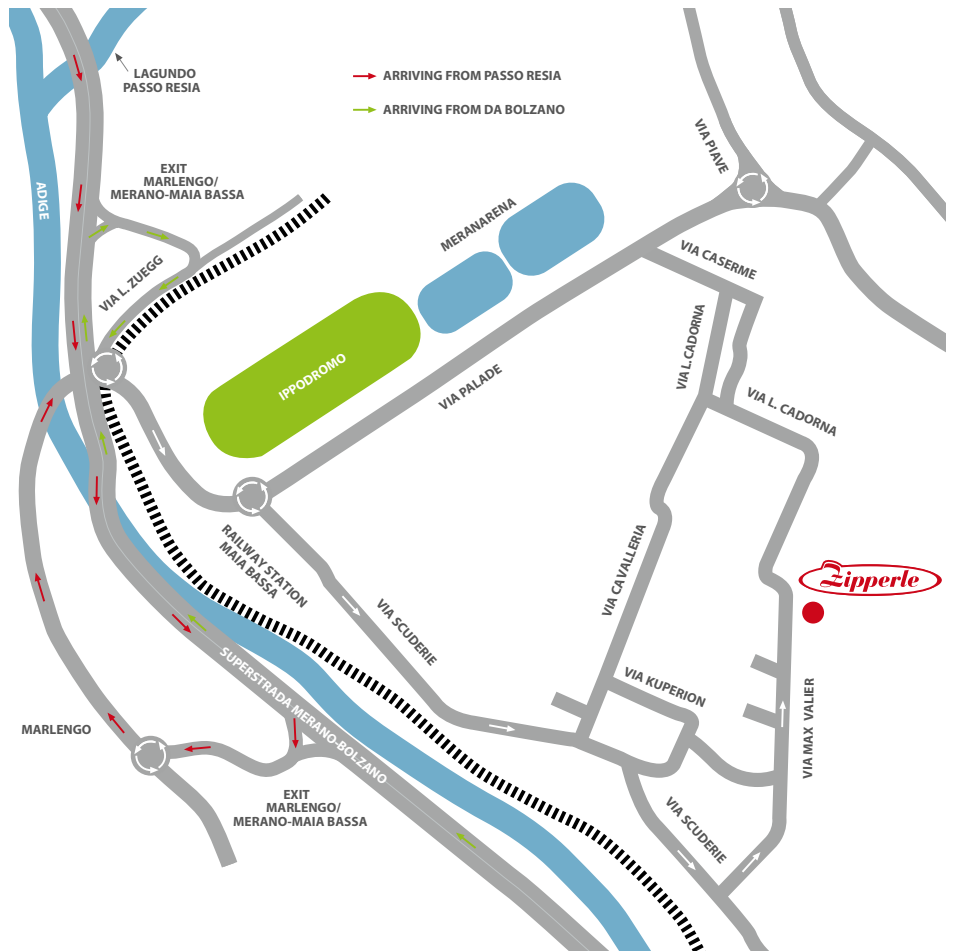 LAGUNDO
PASSO RESIA
ARRIVING FROM PASSO RESIA
ARRIVING FROM DA BOLZANO
VIA PIAVE
EXIT
MARLENGO/
MERANO-MAIA BASSA
ADIGE
MERANARENA
VIA CASERME
VIA L. ZUEGG
VIA L. CADORNA
IPPODROMO
VIA PALADE
VIA L. CADORNA
RAILWAY STATION
MAIA BASSA
VIA CAVALLERIA
Zipperle
VIA SCUDERIE
SUPERSTRADA MERANO-BOLZANO
VIA KUPERION
MARLENGO
VIA MAX VALIER
EXIT
MARLENGO/
MERANO-MAIA BASSA
VIA SCUDERIE